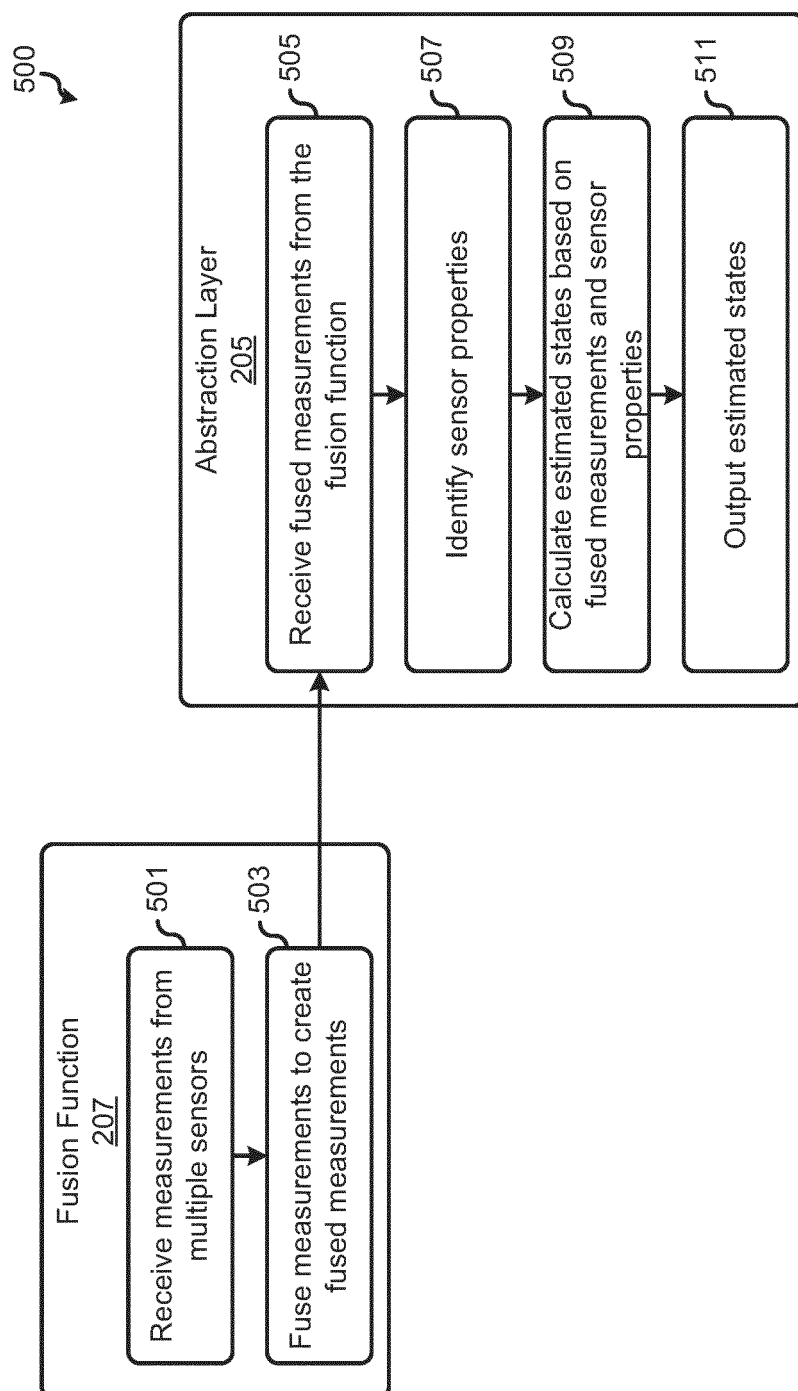 500
Fusion Function
207
501
Receive measurements from
multiple sensors
503
Fuse measurements to create
fused measurements
Abstraction Layer
205
505
Receive fused measurements from the
fusion function
507
Identify sensor properties
509
Calculate estimated states based on
fused measurements and sensor
properties
511
Output estimated states